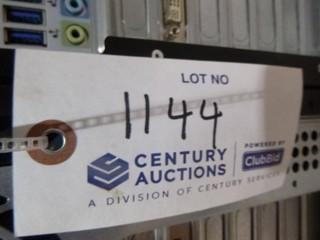 LOT NO
1144
CENTURY
AUCTIONS
POWERED BY
ClubBid
A DIVISION OF CENTURY SERVICES